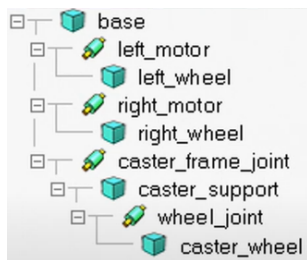 base
left_motor
left_wheel
right_motor
right_wheel
caster_frame_joint
caster_support
wheel_joint
caster_wheel